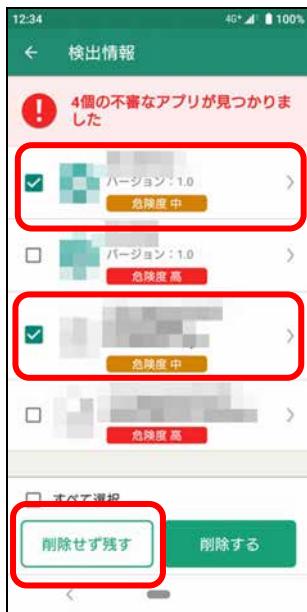 12:34
4G+
100%
検出情報
4個の不審なアプリが見つかりま
した
バージョン：1.0
危険度 中
バージョン：1.0
危険度 高
危険度 中
危険度 高
すべて選択
削除せず残す
削除する